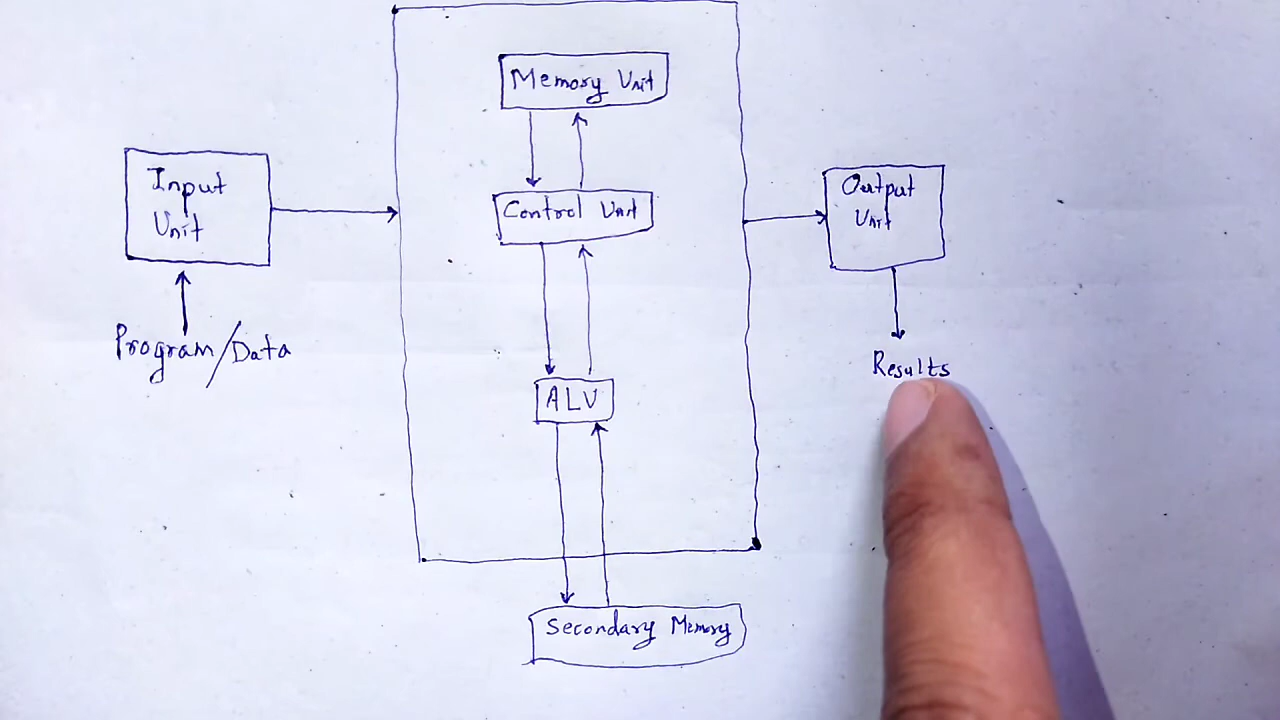 Memory Unit
Input
Unit
Control Unit
Output
Unit
Program/Data
Results
ALU
Secondary Memory